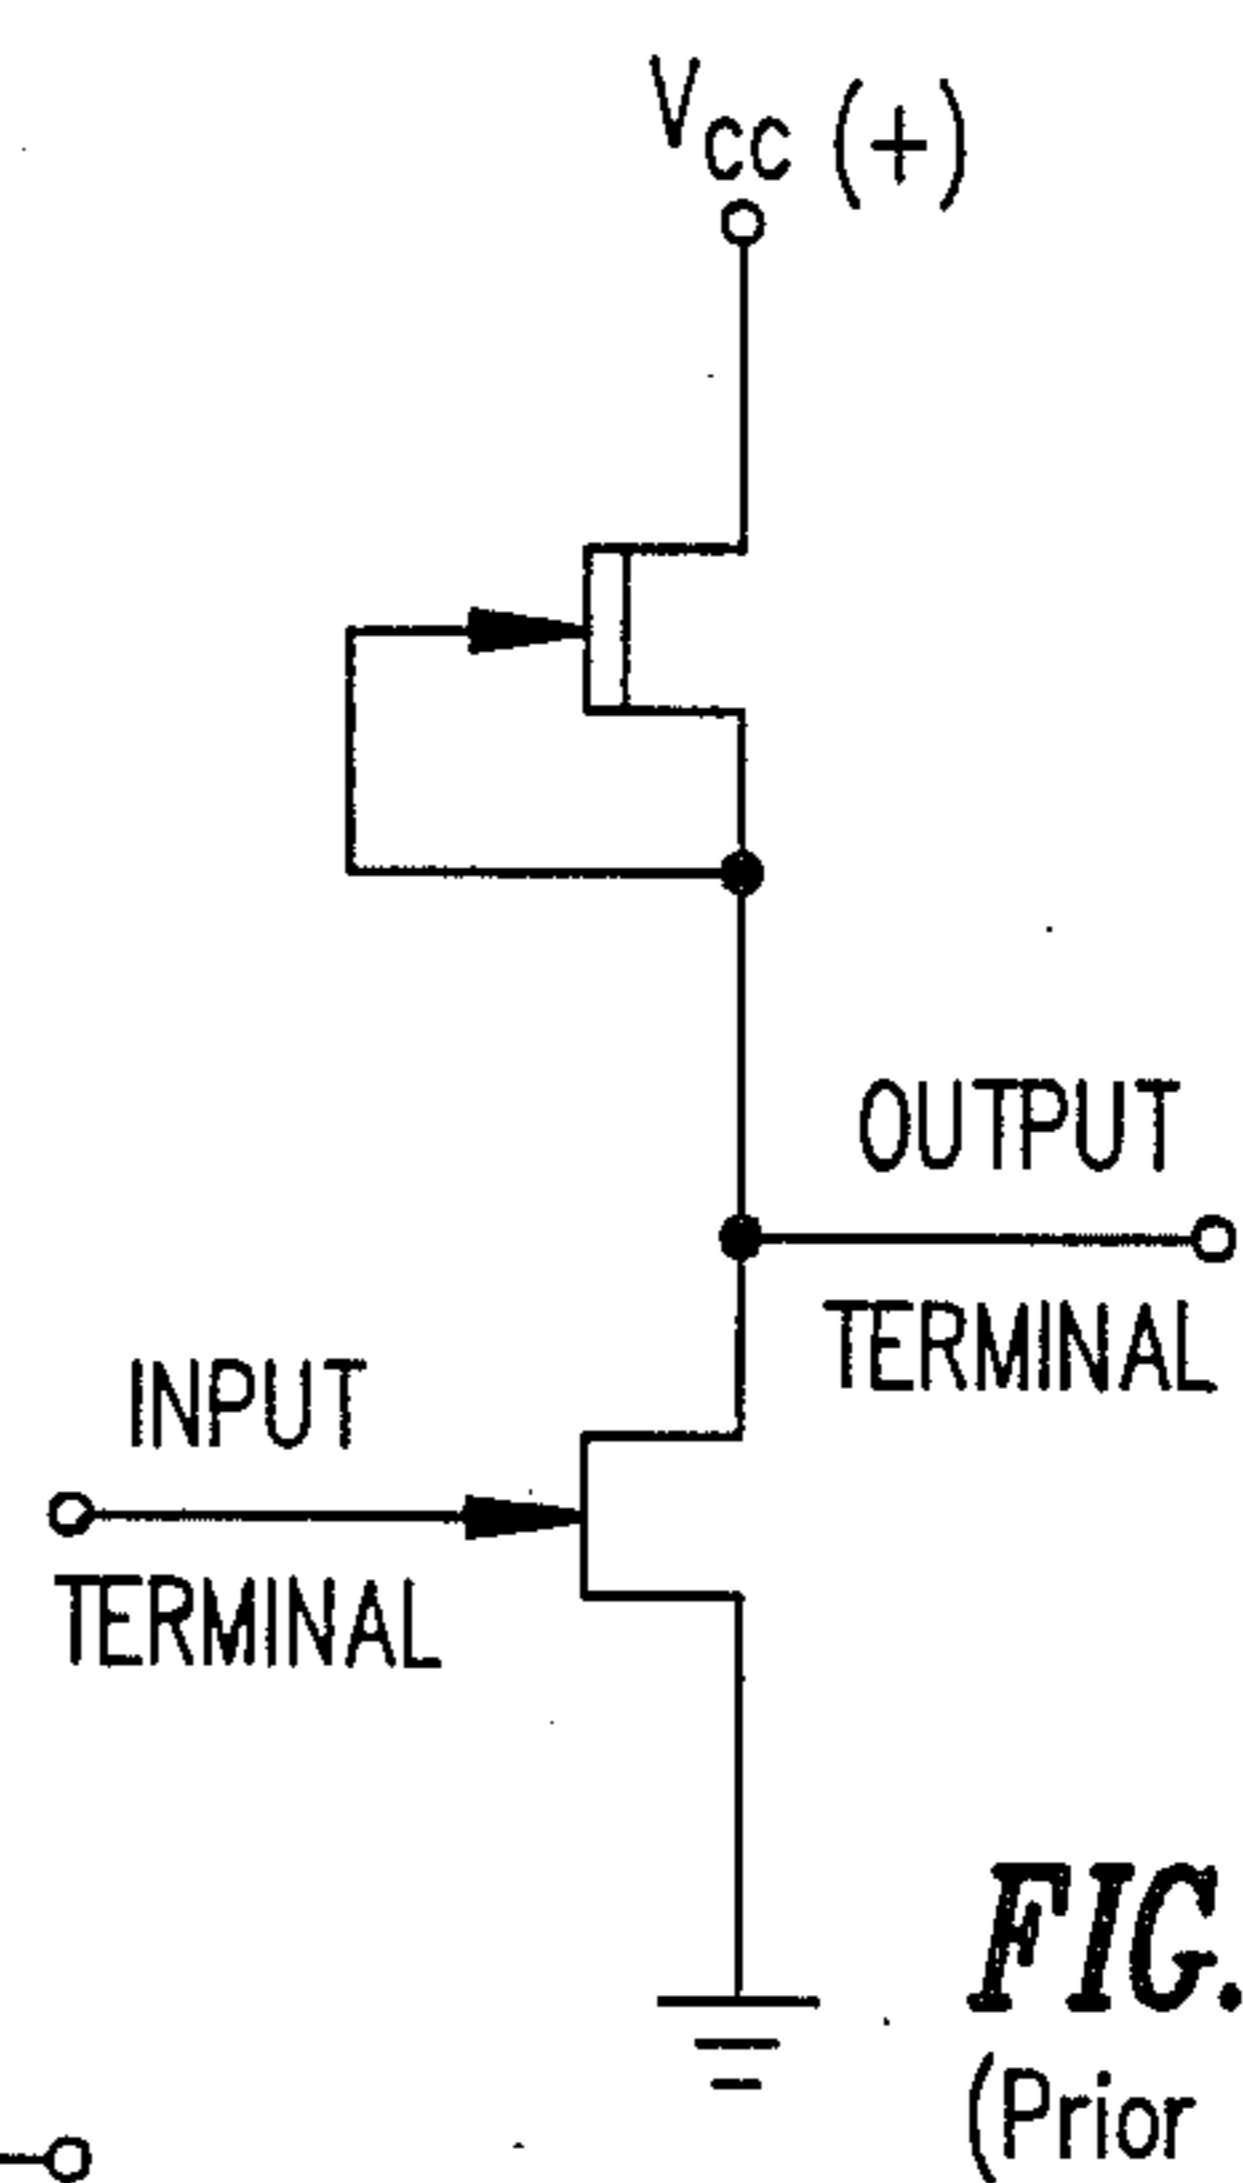 VCC (+)
OUTPUT
TERMINAL
INPUT
TERMINAL
FIG.
(Prior